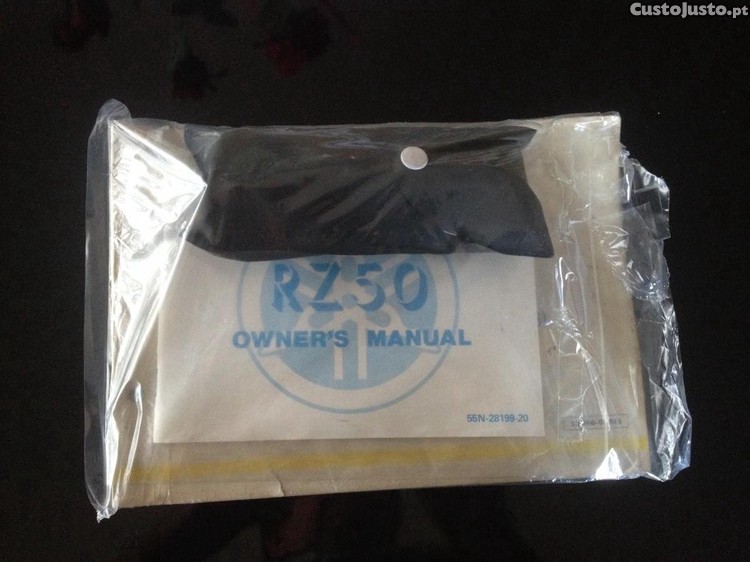 CustoJusto.pt
RZ50
OWNER'S MANUAL
55N-28199-20